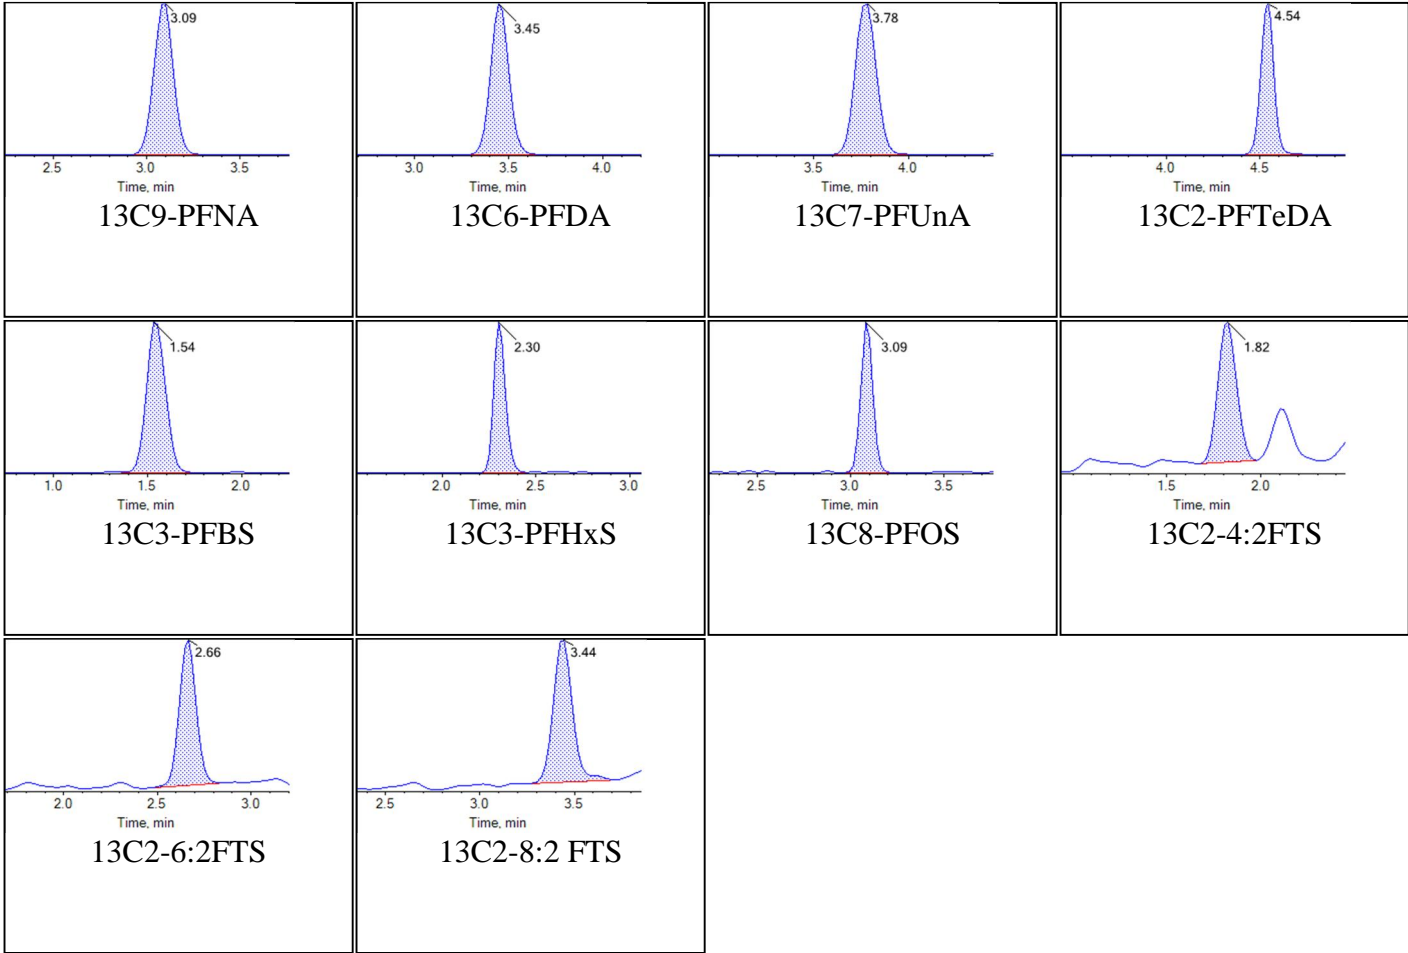 3.09
2.5 3.0 3.5
Time, min
13C9-PFNA
3.45
3.0 3.5 4.0
Time, min
13C6-PFDA
3.78
3.5 4.0
Time, min
13C7-PFUnA
4.54
4.0 4.5
Time, min
13C2-PFTeDA
1.54
1.0 1.5 2.0
Time, min
13C3-PFBS
2.30
2.0 2.5 3.0
Time, min
13C3-PFHxS
3.09
2.5 3.0 3.5
Time, min
13C8-PFOS
1.82
1.5 2.0
Time, min
13C2-4:2FTS
2.66
2.0 2.5 3.0
Time, min
13C2-6:2FTS
3.44
2.5 3.0 3.5
Time, min
13C2-8:2 FTS